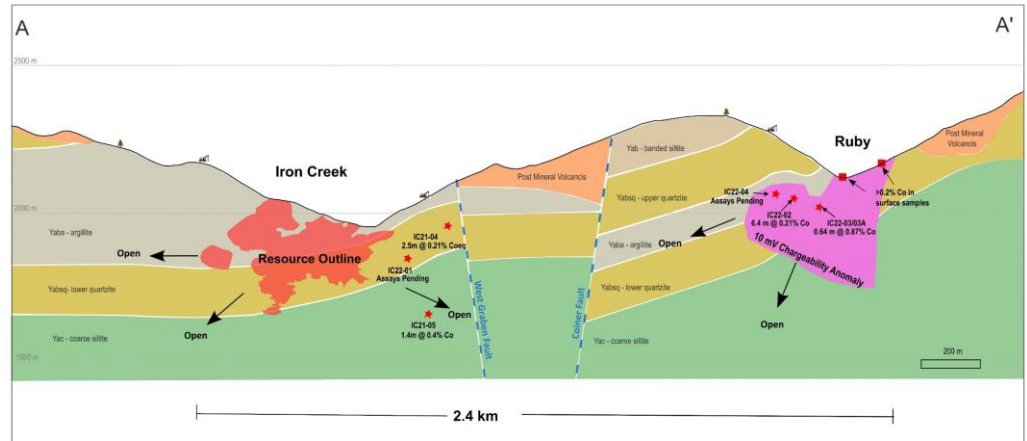 A
A'
2500 m
Iron Creek
Ruby
Post Mineral
Volcanics
Yab - banded siltite
Post Mineral Volcanics
Yabsq - upper quartzite
IC22-04
Assays Pending
>0.2% Co in
surface samples
2000 m
IC21-04
2.5m @ 0.21% Coeq
IC22-02
6.4 m @ 0.21% Co
IC22-03/03A
0.64 m @ 0.87% Co
Yaba - argillite
Open
Resource Outline
IC22-01
Assays Pending
Yaba - argillite
Open
10 mV Chargeability Anomaly
Yabsq- lower quartzite
Open
Open
West Graben Fault
Coiner Fault
Yabsq - lower quartzite
Open
IC21-05
1.4m @ 0.4% Co
Yac - coarse siltite
Yac - coarse siltite
1500 m
200 m
2.4 km